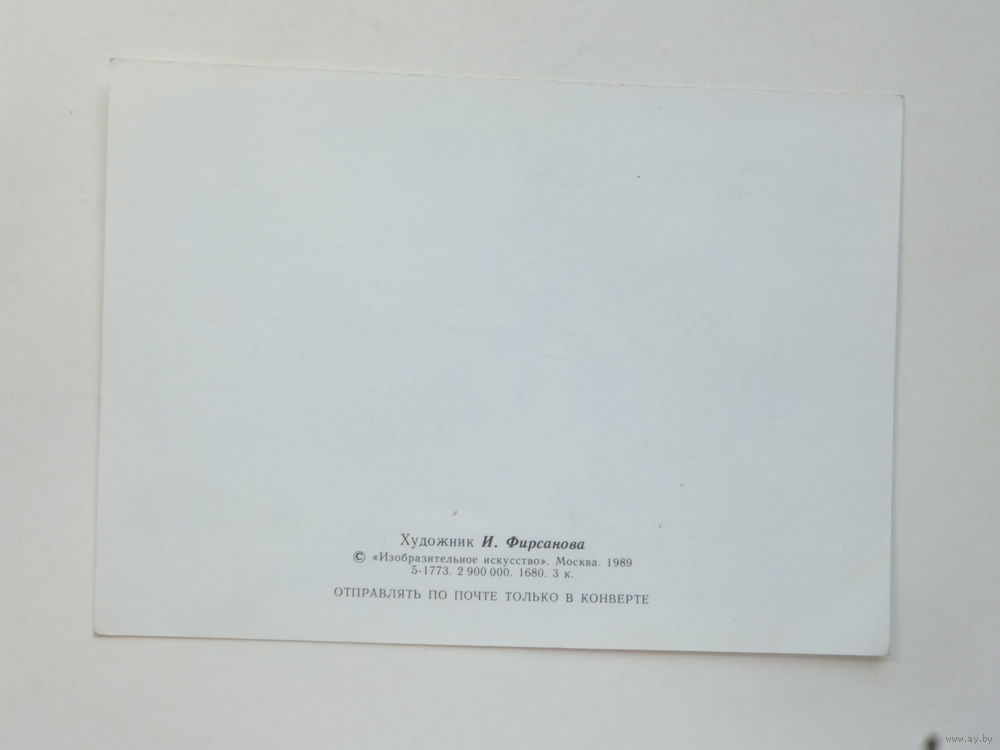 Художник И. Фирсанова
© «Изобразительное искусство». Москва. 1989
5-1773. 2 900 000. 1680. 3 к.
ОТПРАВЛЯТЬ ПО ПОЧТЕ ТОЛЬКО В КОНВЕРТЕ
www.ay.by